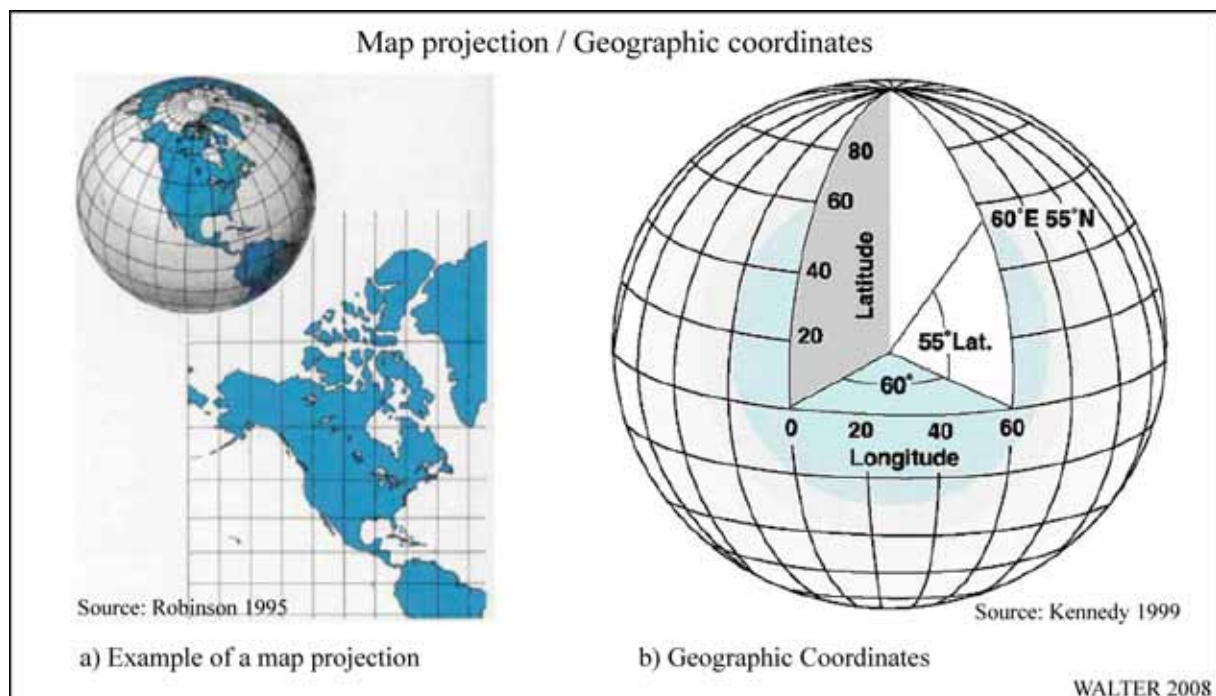 Map projection / Geographic coordinates
80
60
40
20
Latitude
60°E 55°N
55°Lat.
60°
0 20 40 60
Longitude
Source: Robinson 1995
Source: Kennedy 1999
a) Example of a map projection
b) Geographic Coordinates
WALTER 2008